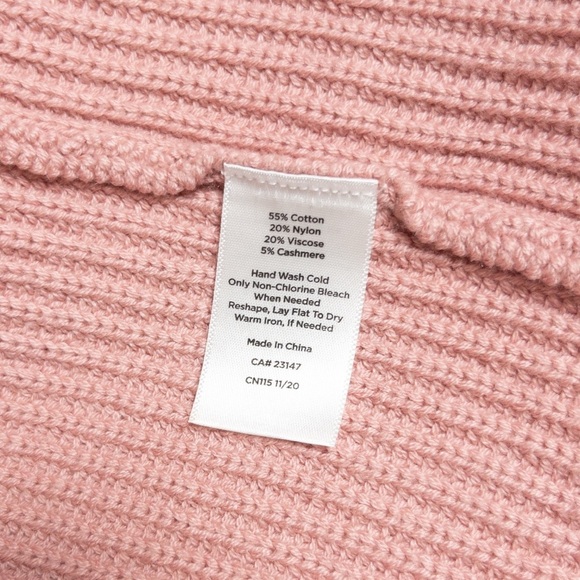 55% Cotton
20% Nylon
20% Viscose
5% Cashmere
Hand Wash Cold
Only Non-Chlorine Bleach
When Needed
Reshape, Lay Flat To Dry
Warm Iron, If Needed
Made In China
CA# 23147
CN115 11/20